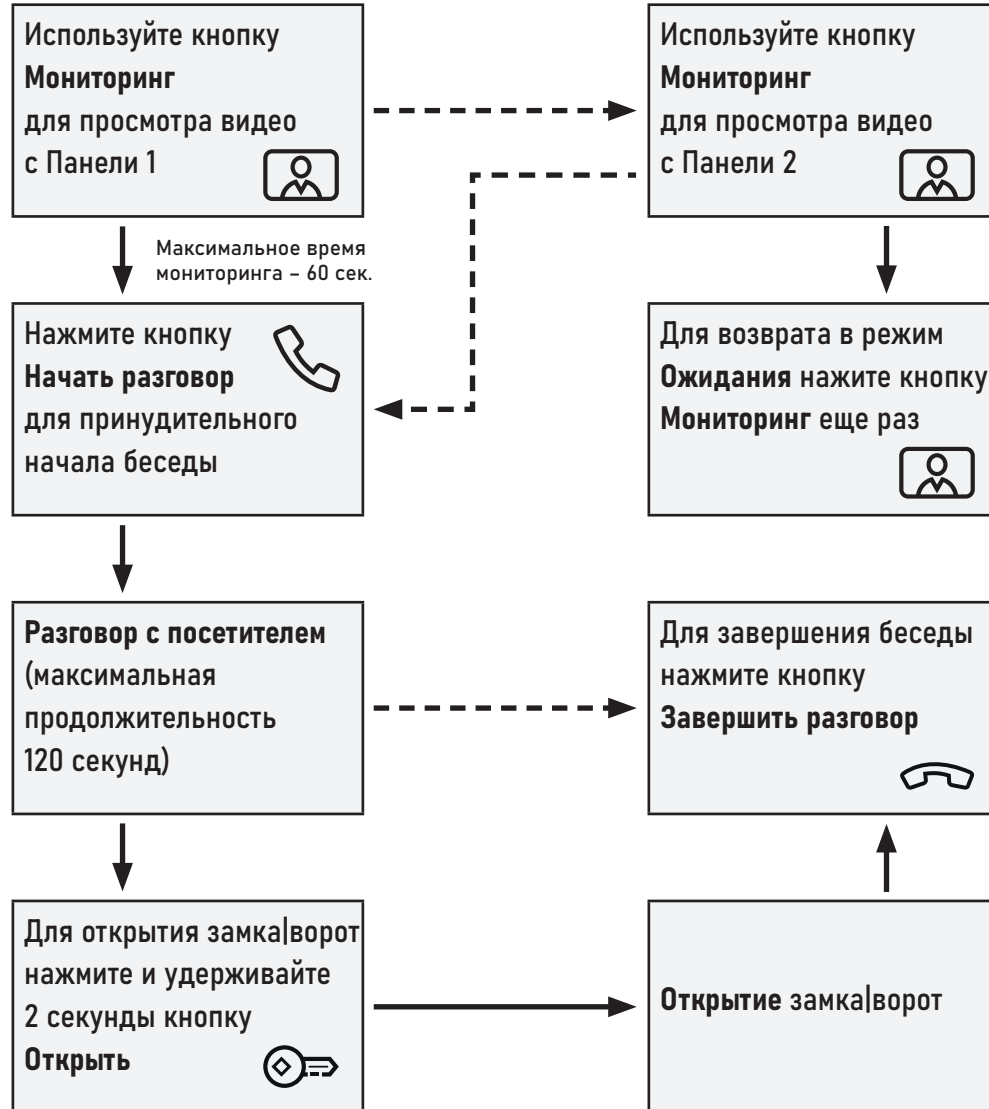 Используйте кнопку
Мониторинг
для просмотра видео
с Панели 1
Используйте кнопку
Мониторинг
для просмотра видео
с Панели 2
Максимальное время
мониторинга – 60 сек.
Нажмите кнопку
Начать разговор
для принудительного
начала беседы
Для возврата в режим
Ожидания нажите кнопку
Мониторинг еще раз
Разговор с посетителем
(максимальная
продолжительность
120 секунд)
Для завершения беседы
нажмите кнопку
Завершить разговор
Для открытия замка|ворот
нажмите и удерживайте
2 секунды кнопку
Открыть
Открытие замка|ворот